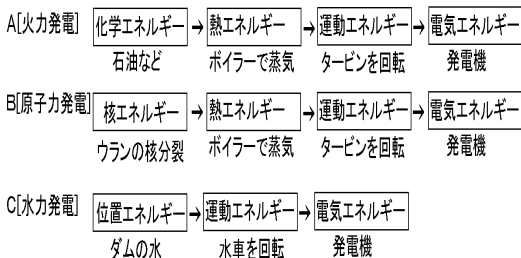 A[火力発電] 化学エネルギー→熱エネルギー→運動エネルギー→電気エネルギー
石油など ボイラーで蒸気 タービンを回転 発電機
B[原子力発電] 核エネルギー→熱エネルギー→運動エネルギー→電気エネルギー
ウランの核分裂 ボイラーで蒸気 タービンを回転 発電機
C[水力発電] 位置エネルギー→運動エネルギー→電気エネルギー
ダムの水 水車を回転 発電機